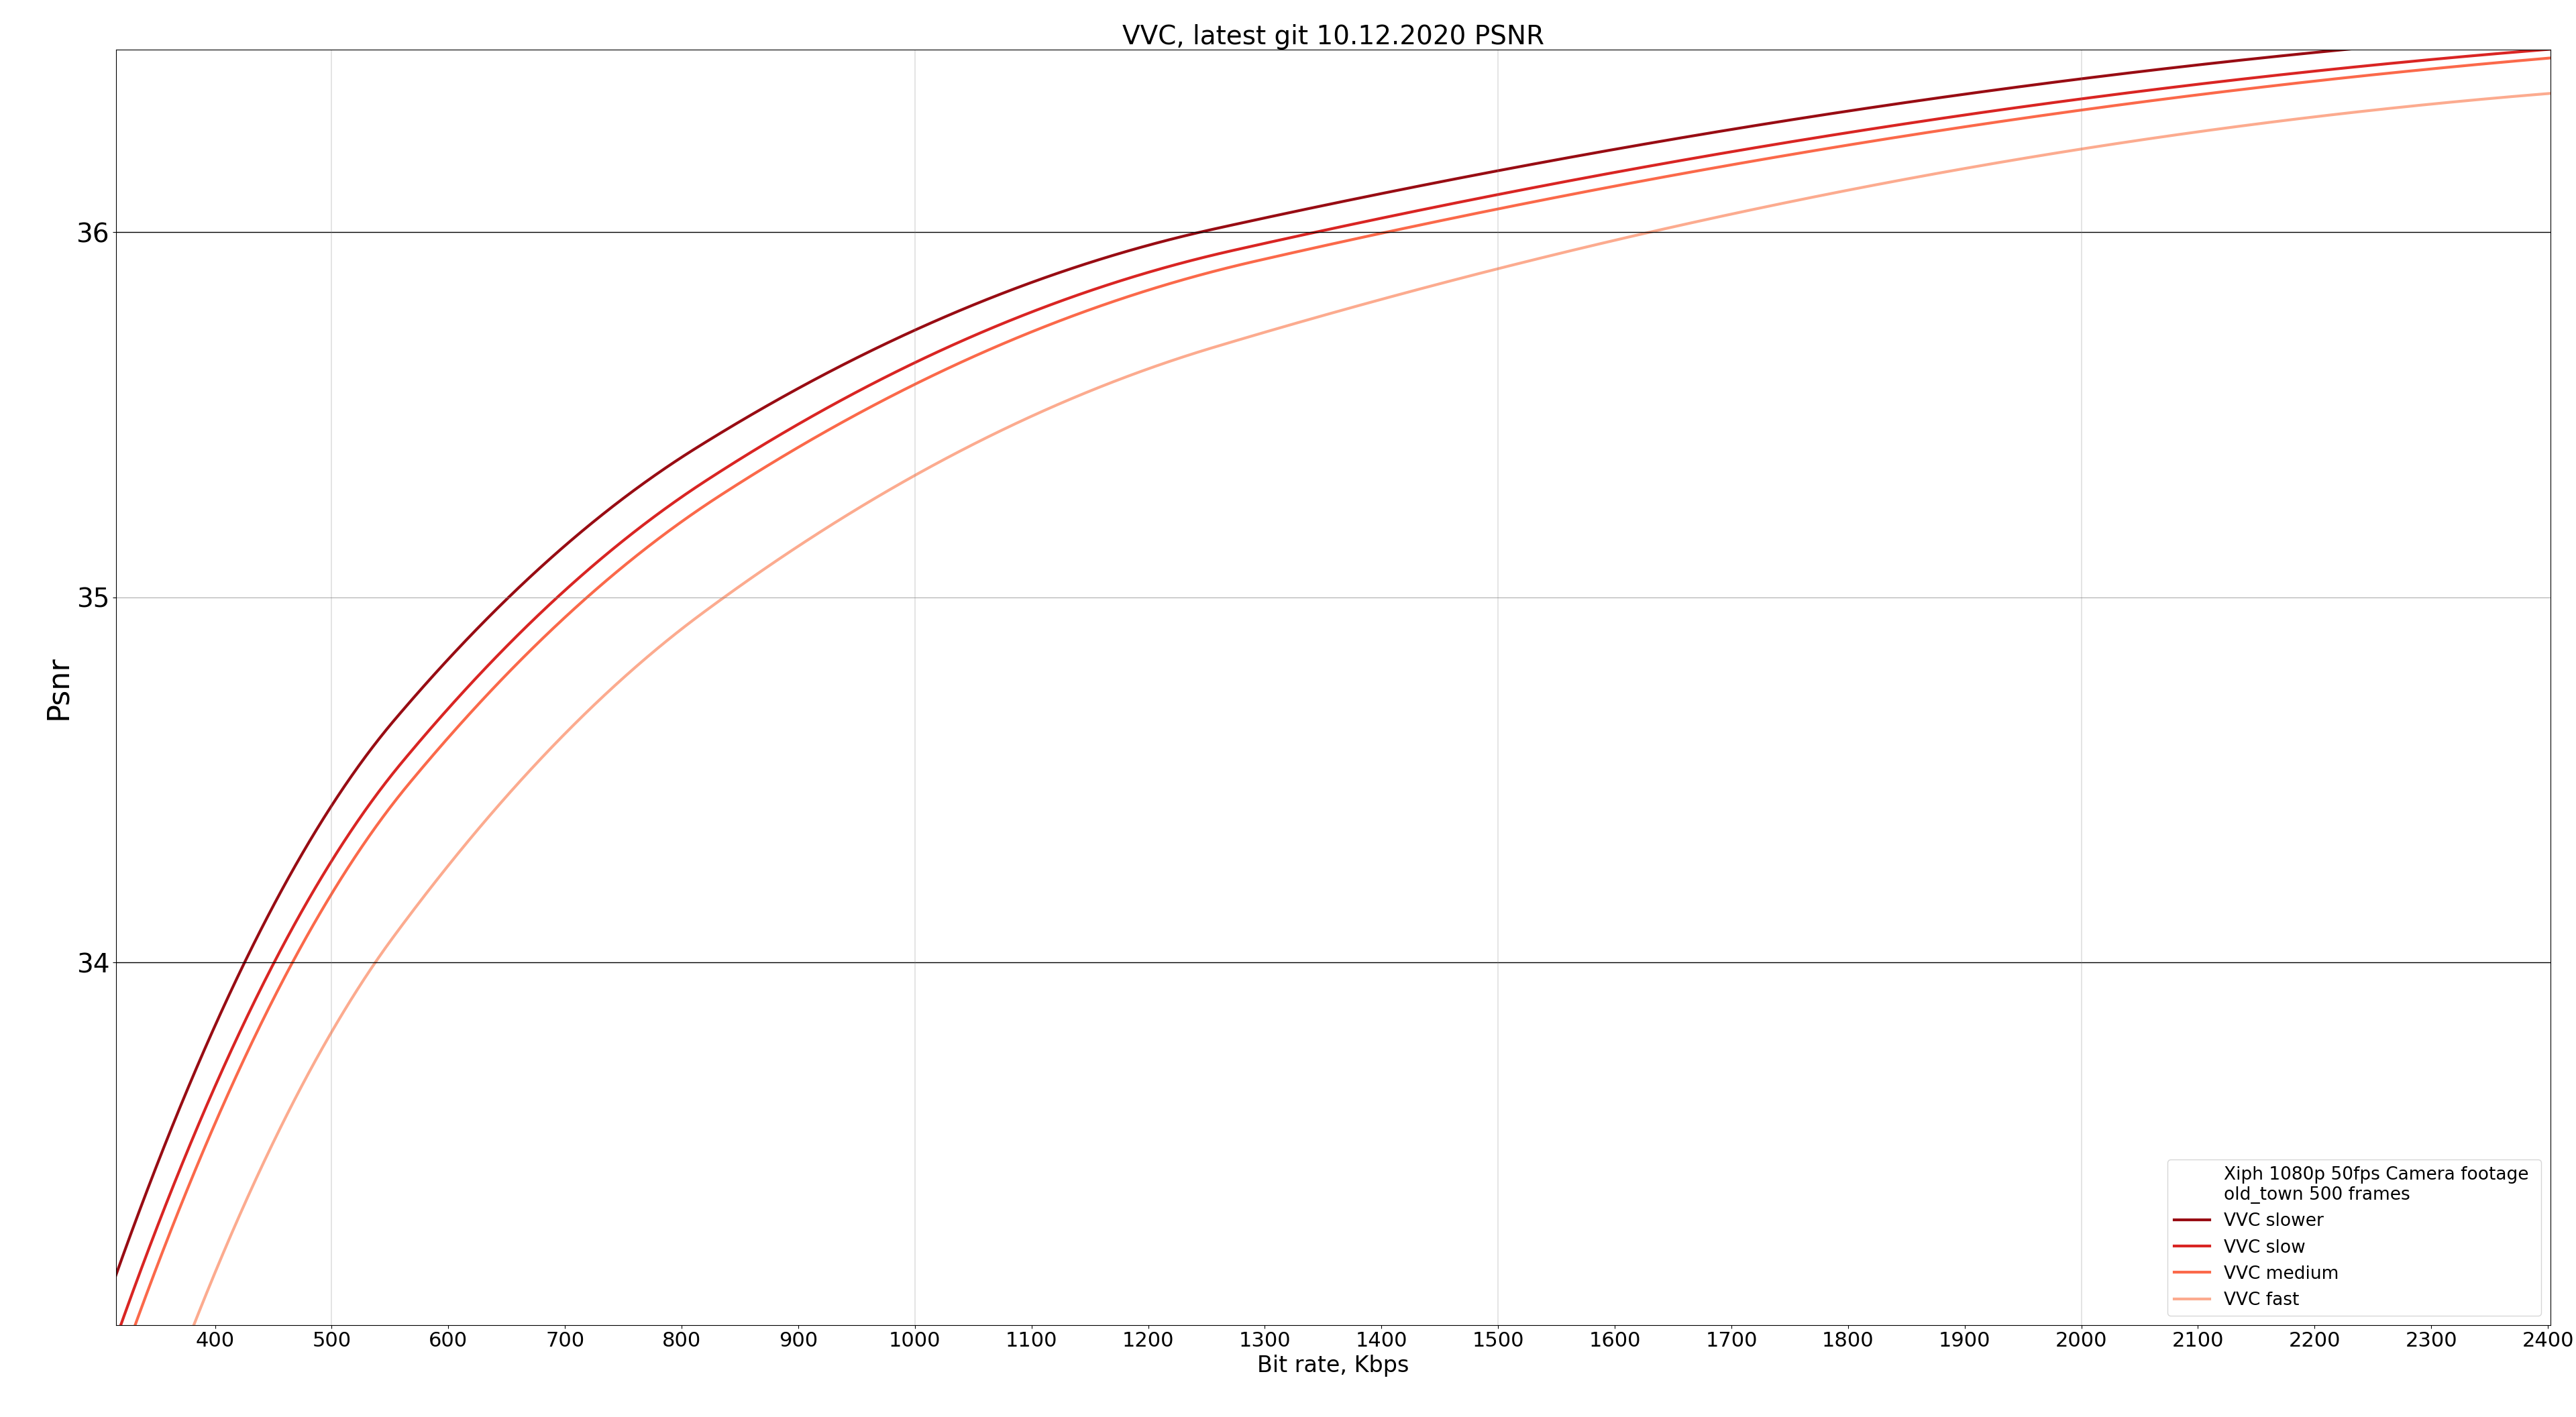 VVC, latest git 10.12.2020 PSNR
36
35
34
Psnr
400 500 600 700 800 900 1000 1100 1200 1300 1400 1500 1600 1700 1800 1900 2000 2100 2200 2300 2400
Bit rate, Kbps
Xiph 1080p 50fps Camera footage
old_town 500 frames
VVC slower
VVC slow
VVC medium
VVC fast